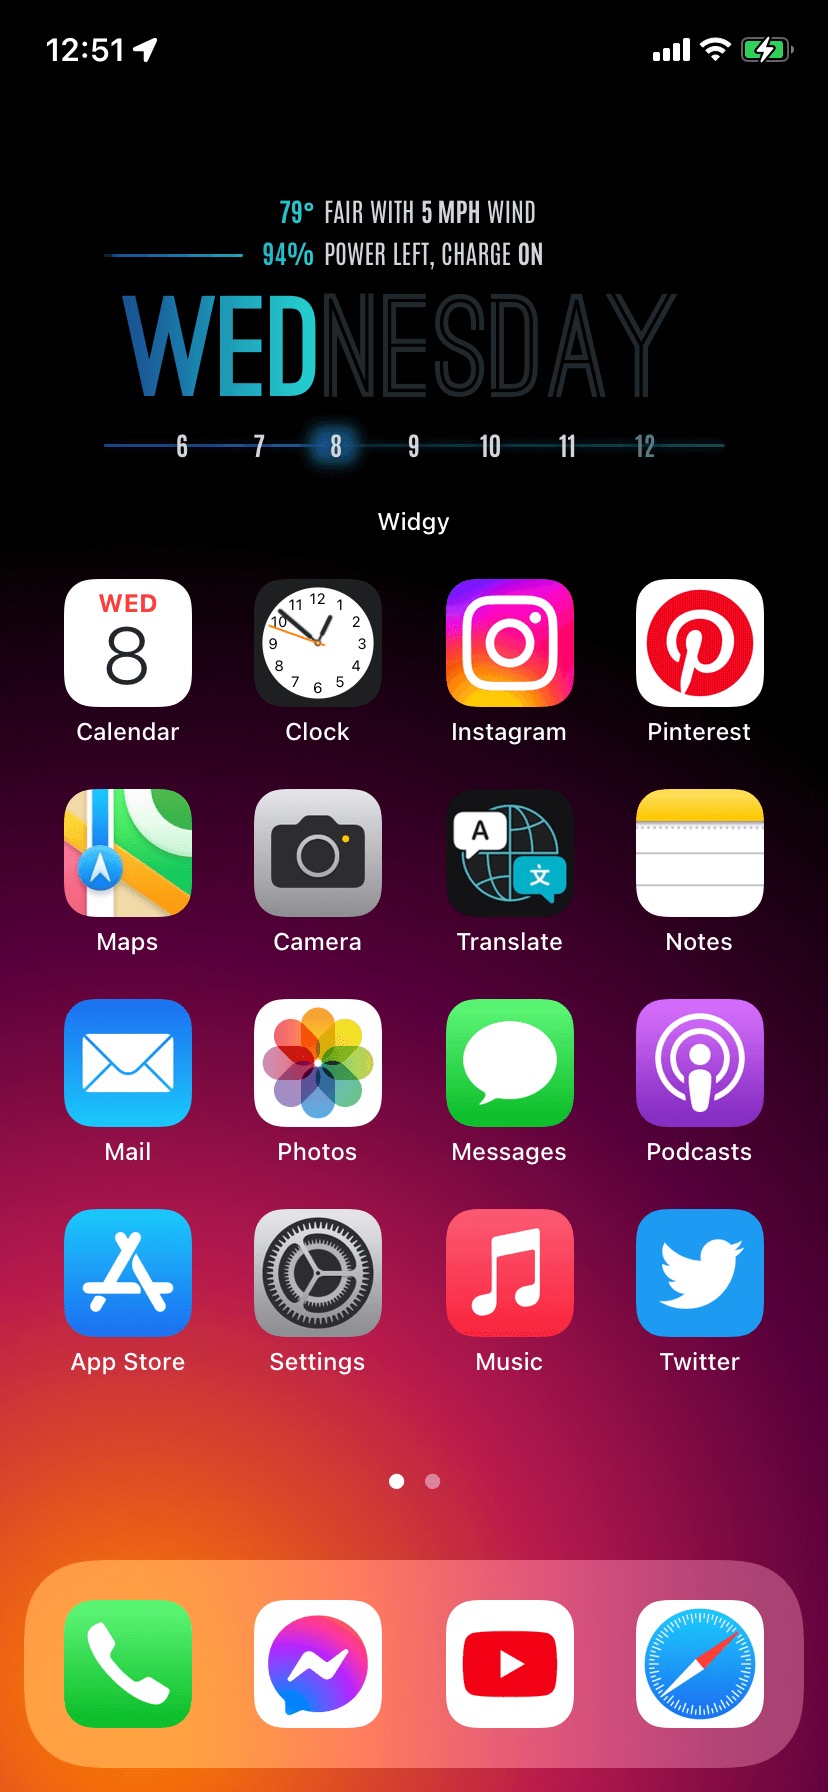 12:51
79° FAIR WITH 5 MPH WIND
94% POWER LEFT, CHARGE ON
WEDNESDAY
6 7 8 9 10 11 12
Widgy
WED
8
12 1 2 3 4 5 6 7 8 9 10 11
Calendar Clock Instagram Pinterest
A
文
Maps Camera Translate Notes
Mail Photos Messages Podcasts
App Store Settings Music Twitter